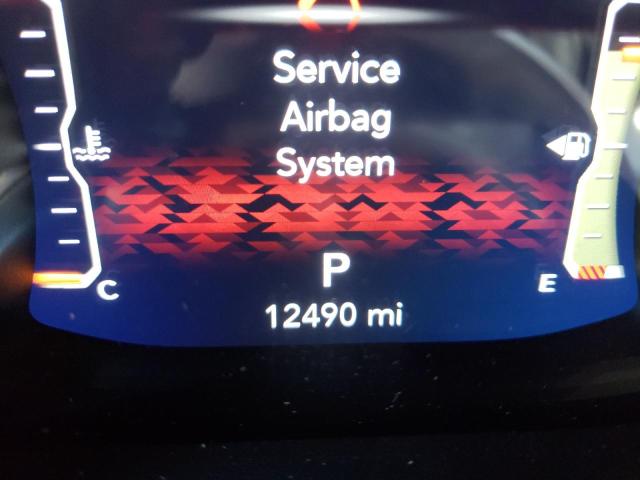 Service
Airbag
System
P
C
E
12490 mi